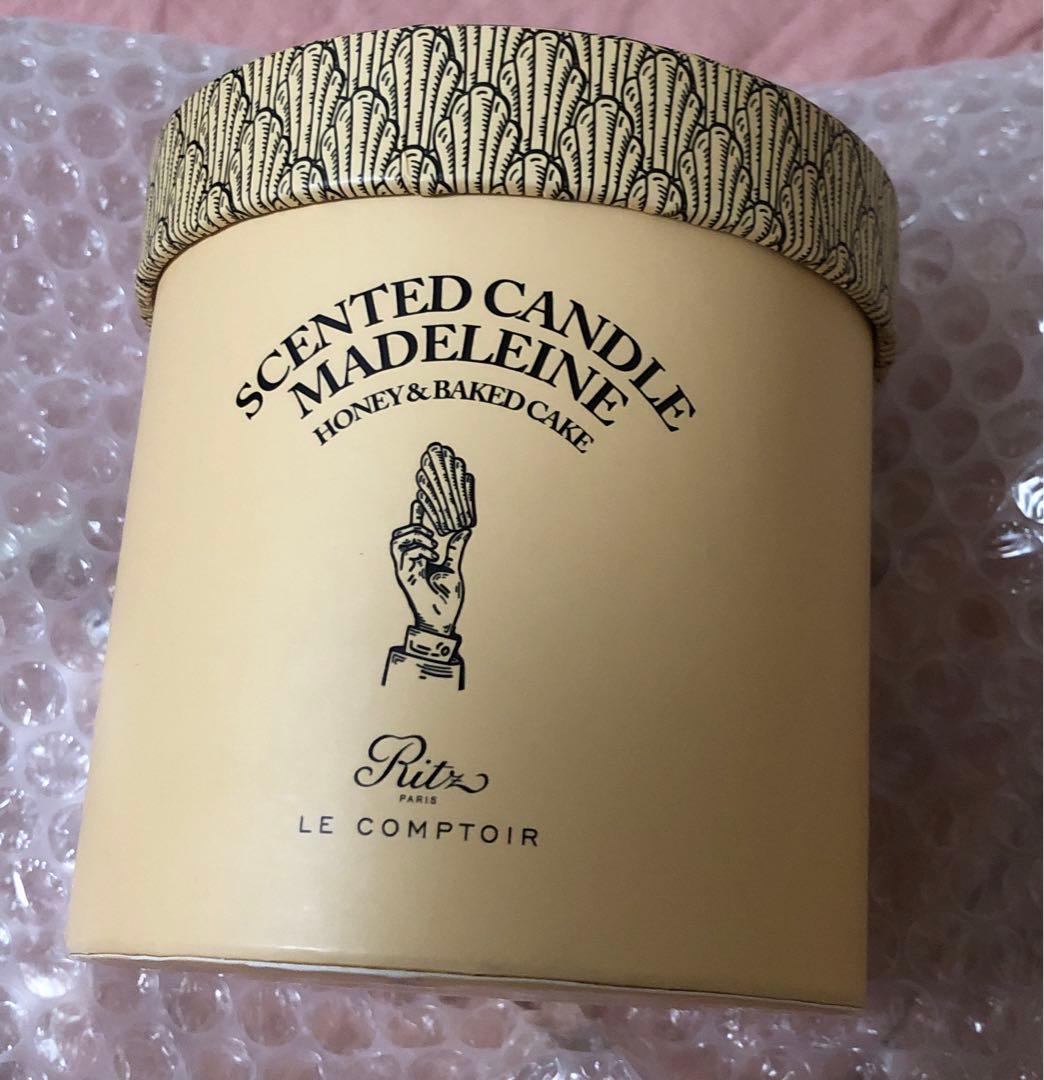 SCENTED CANDLE
MADELEINE
HONEY & BAKED CAKE
Ritz
PARIS
LE COMPTOIR